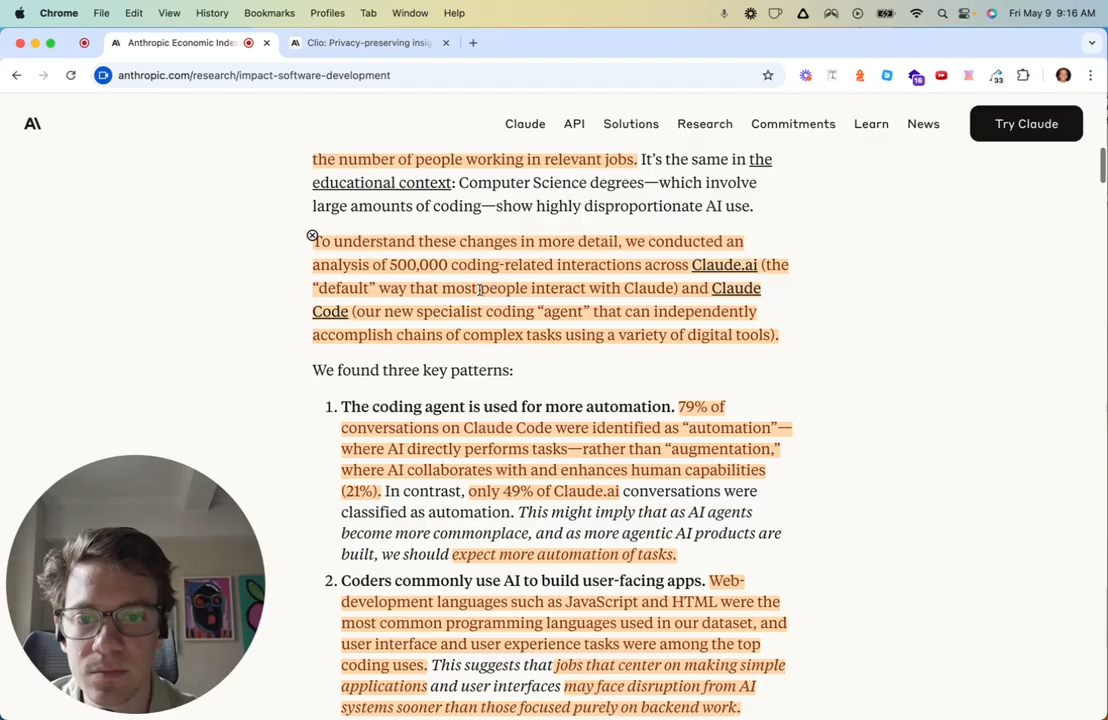 Chrome File Edit View History Bookmarks Profiles Tab Window Help Fri May 9 9:16 AM
Anthropic Economic Inde Clio: Privacy-preserving insig
anthropic.com/research/impact-software-development 16 33
Claude API Solutions Research Commitments Learn News Try Claude
the number of people working in relevant jobs. It’s the same in the
educational context: Computer Science degrees—which involve
large amounts of coding—show highly disproportionate AI use.
To understand these changes in more detail, we conducted an
analysis of 500,000 coding-related interactions across Claude.ai (the
“default” way that most people interact with Claude) and Claude
Code (our new specialist coding “agent” that can independently
accomplish chains of complex tasks using a variety of digital tools).
We found three key patterns:
1. The coding agent is used for more automation. 79% of
conversations on Claude Code were identified as “automation”—
where AI directly performs tasks—rather than “augmentation,”
where AI collaborates with and enhances human capabilities
(21%). In contrast, only 49% of Claude.ai conversations were
classified as automation. This might imply that as AI agents
become more commonplace, and as more agentic AI products are
built, we should expect more automation of tasks.
2. Coders commonly use AI to build user-facing apps. Web-
development languages such as JavaScript and HTML were the
most common programming languages used in our dataset, and
user interface and user experience tasks were among the top
coding uses. This suggests that jobs that center on making simple
applications and user interfaces may face disruption from AI
systems sooner than those focused purely on backend work.